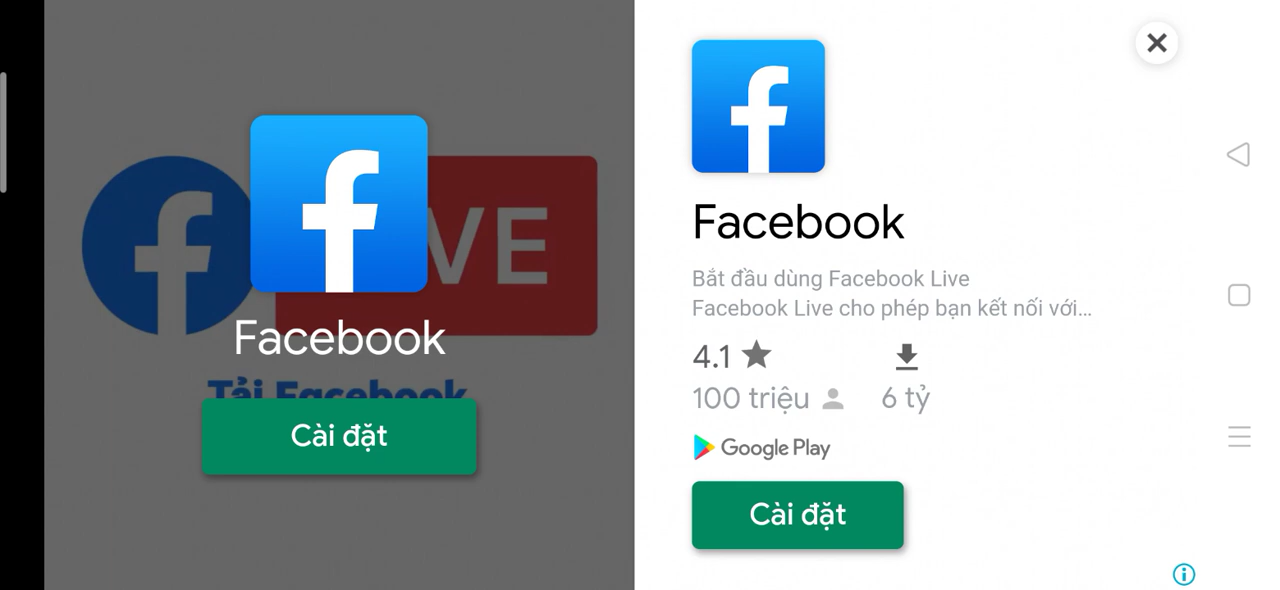 VE
Facebook
Tải Facebook
Cài đặt
Facebook
Bắt đầu dùng Facebook Live
Facebook Live cho phép bạn kết nối với...
4.1
100 triệu
6 tỷ
Google Play
Cài đặt